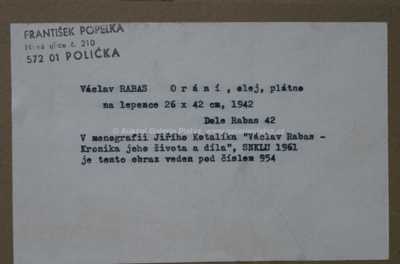 FRANTIŠEK POPELKA
ulice č. 210
572 01 POLIČKA
Václav RABAS O r á n í , olej, plátno
na lepence 26 x 42 cm, 1942
Dole Rabas 42
V monografii Jiřího Kotalíka "Václav Rabas -
Kronika jeho života a díla", SNKLU 1961
je tento obraz veden pod číslem 954